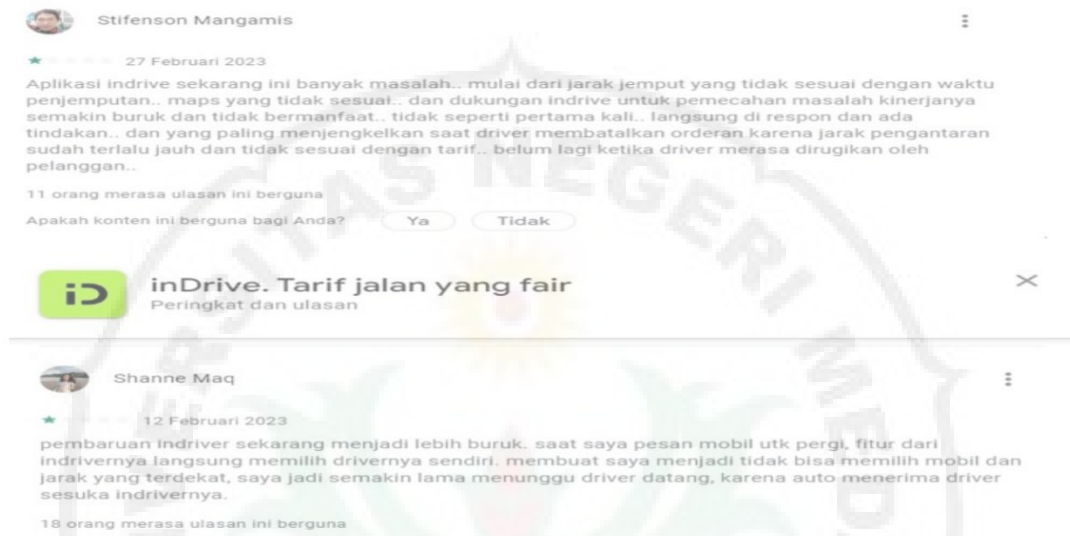 Stifenson Mangamis
27 Februari 2023
Aplikasi indrive sekarang ini banyak masalah.. mulai dari jarak jemput yang tidak sesuai dengan waktu
penjemputan.. maps yang tidak sesuai.. dan dukungan indrive untuk pemecahan masalah kinerjanya
semakin buruk dan tidak bermanfaat.. tidak seperti pertama kali.. langsung di respon dan ada
tindakan.. dan yang paling menjengkelkan saat driver membatalkan orderan karena jarak pengantaran
sudah terlalu jauh dan tidak sesuai dengan tarif.. belum lagi ketika driver merasa dirugikan oleh
pelanggan..
11 orang merasa ulasan ini berguna
Apakah konten ini berguna bagi Anda? Ya Tidak
iD inDrive. Tarif jalan yang fair
Peringkat dan ulasan
Shanne Maq
12 Februari 2023
pembaruan indriver sekarang menjadi lebih buruk. saat saya pesan mobil utk pergi, fitur dari
indrivernya langsung memilih drivernya sendiri. membuat saya menjadi tidak bisa memilih mobil dan
jarak yang terdekat, saya jadi semakin lama menunggu driver datang, karena auto menerima driver
sesuka indrivernya.
18 orang merasa ulasan ini berguna